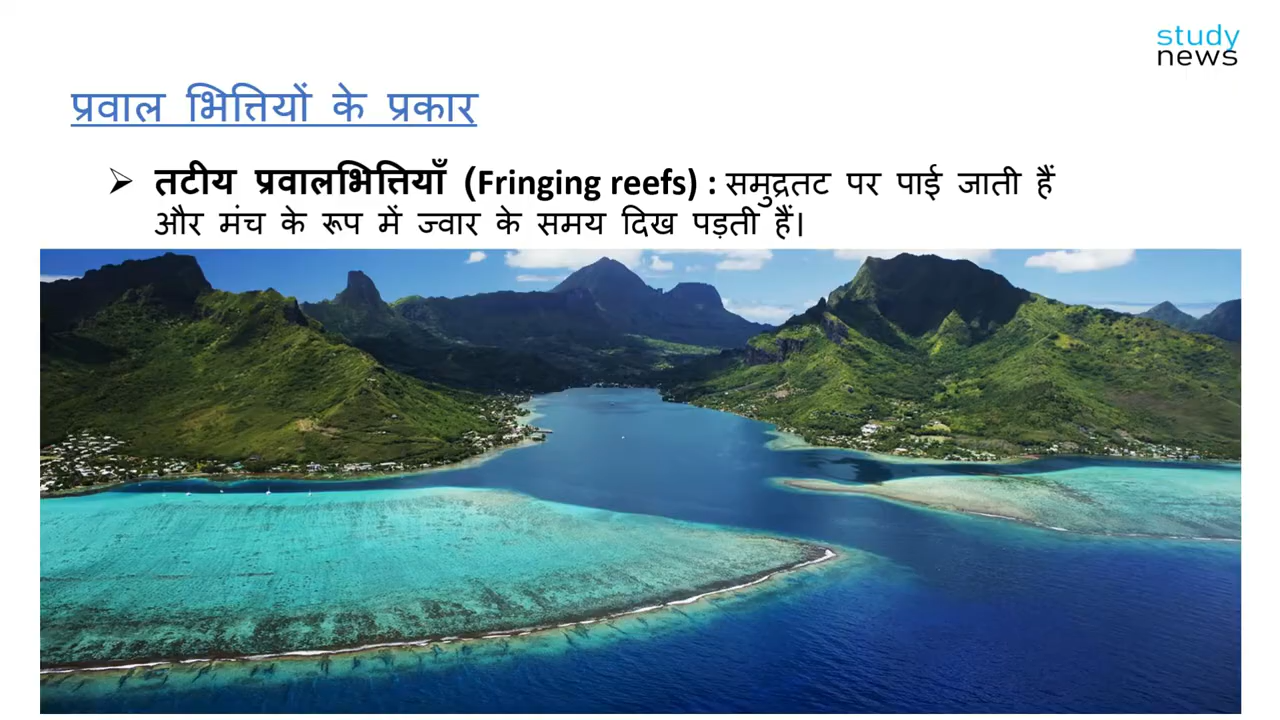 study
news
प्रवाल भित्तियों के प्रकार
➢ तटीय प्रवालभित्तियाँ (Fringing reefs) : समुद्रतट पर पाई जाती हैं
और मंच के रूप में ज्वार के समय दिख पड़ती हैं।